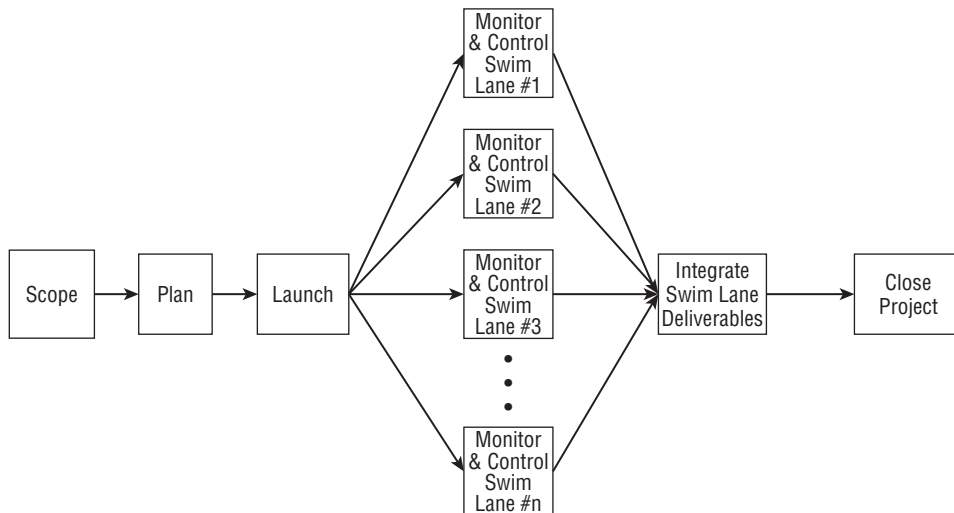 Monitor
& Control
Swim
Lane #1
Monitor
& Control
Swim
Lane #2
Scope
Plan
Launch
Monitor
& Control
Swim
Lane #3
Integrate
Swim Lane
Deliverables
Close
Project
Monitor
& Control
Swim
Lane #n